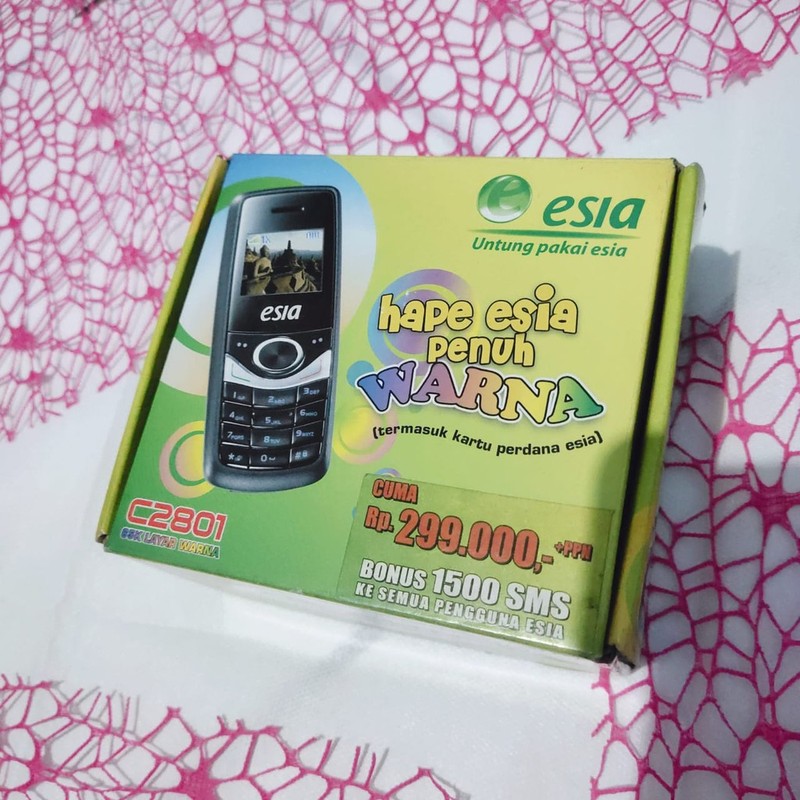 esia
Untung pakai esia
hape esia
penuh
WARNA
(termasuk kartu perdana esia)
esia
C2801
65K LAYAR WARNA
CUMA
Rp. 299.000,- +PPN
BONUS 1500 SMS
KE SEMUA PENGGUNA ESIA